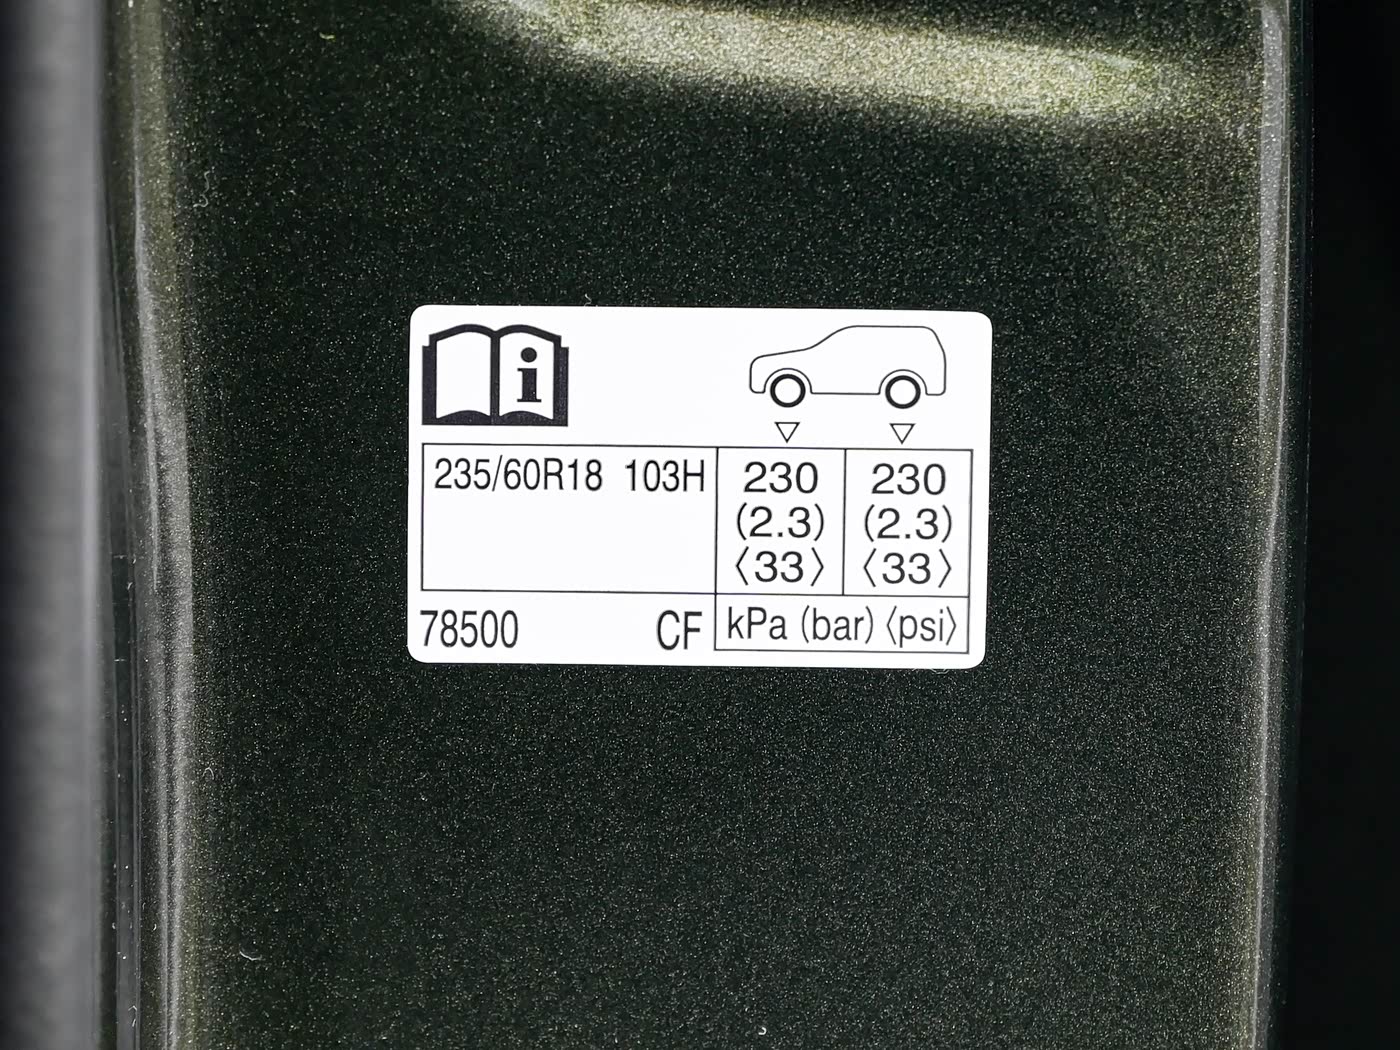 i
235/60R18 103H 230 230
(2.3) (2.3)
〈33〉 〈33〉
78500 CF kPa (bar) 〈psi〉